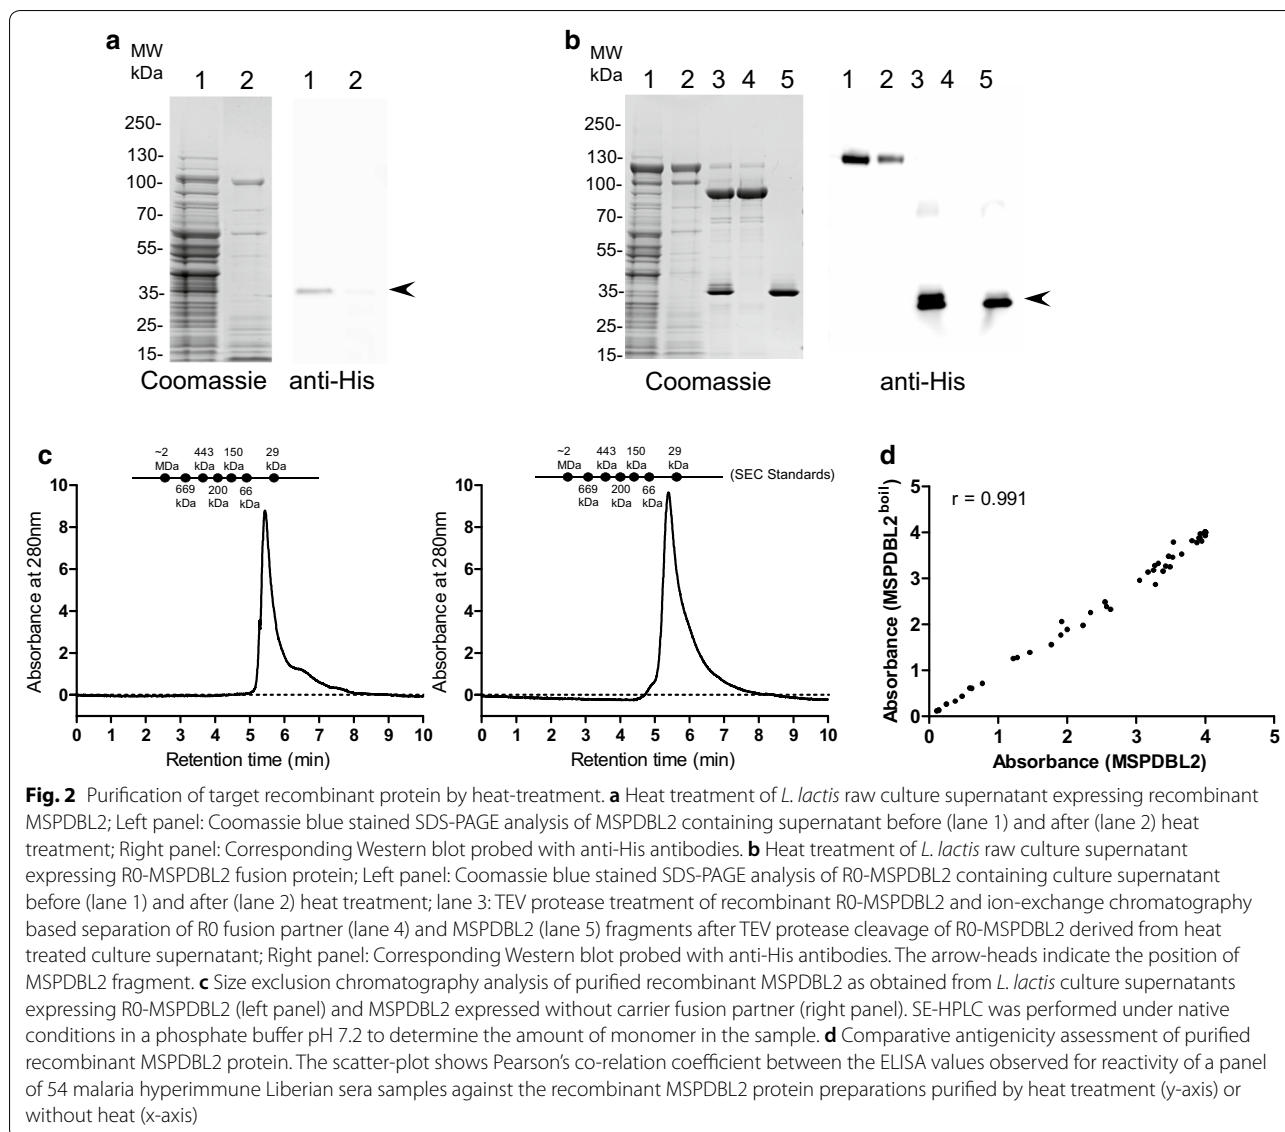 a
MW
kDa
1 2 1 2
250-
130-
100-
70-
55-
35-
25-
15-
Coomassie anti-His
b
MW
kDa
1 2 3 4 5 1 2 3 4 5
250-
130-
100-
70-
55-
35-
25-
15-
Coomassie anti-His
c
~2 443 150 29
MDa kDa kDa kDa
669 200 66
kDa kDa kDa
10
8
6
4
2
0
Absorbance at 280nm
0 1 2 3 4 5 6 7 8 9 10
Retention time (min)
~2 443 150 29
MDa kDa kDa kDa
(SEC Standards)
669 200 66
kDa kDa kDa
10
8
6
4
2
0
Absorbance at 280nm
0 1 2 3 4 5 6 7 8 9 10
Retention time (min)
d
r = 0.991
5
4
3
2
1
0
Absorbance (MSPDBL2boil)
0 1 2 3 4 5
Absorbance (MSPDBL2)
Fig. 2 Purification of target recombinant protein by heat-treatment. a Heat treatment of L. lactis raw culture supernatant expressing recombinant
MSPDBL2; Left panel: Coomassie blue stained SDS-PAGE analysis of MSPDBL2 containing supernatant before (lane 1) and after (lane 2) heat
treatment; Right panel: Corresponding Western blot probed with anti-His antibodies. b Heat treatment of L. lactis raw culture supernatant
expressing R0-MSPDBL2 fusion protein; Left panel: Coomassie blue stained SDS-PAGE analysis of R0-MSPDBL2 containing culture supernatant
before (lane 1) and after (lane 2) heat treatment; lane 3: TEV protease treatment of recombinant R0-MSPDBL2 and ion-exchange chromatography
based separation of R0 fusion partner (lane 4) and MSPDBL2 (lane 5) fragments after TEV protease cleavage of R0-MSPDBL2 derived from heat
treated culture supernatant; Right panel: Corresponding Western blot probed with anti-His antibodies. The arrow-heads indicate the position of
MSPDBL2 fragment. c Size exclusion chromatography analysis of purified recombinant MSPDBL2 as obtained from L. lactis culture supernatants
expressing R0-MSPDBL2 (left panel) and MSPDBL2 expressed without carrier fusion partner (right panel). SE-HPLC was performed under native
conditions in a phosphate buffer pH 7.2 to determine the amount of monomer in the sample. d Comparative antigenicity assessment of purified
recombinant MSPDBL2 protein. The scatter-plot shows Pearson's co-relation coefficient between the ELISA values observed for reactivity of a panel
of 54 malaria hyperimmune Liberian sera samples against the recombinant MSPDBL2 protein preparations purified by heat treatment (y-axis) or
without heat (x-axis)